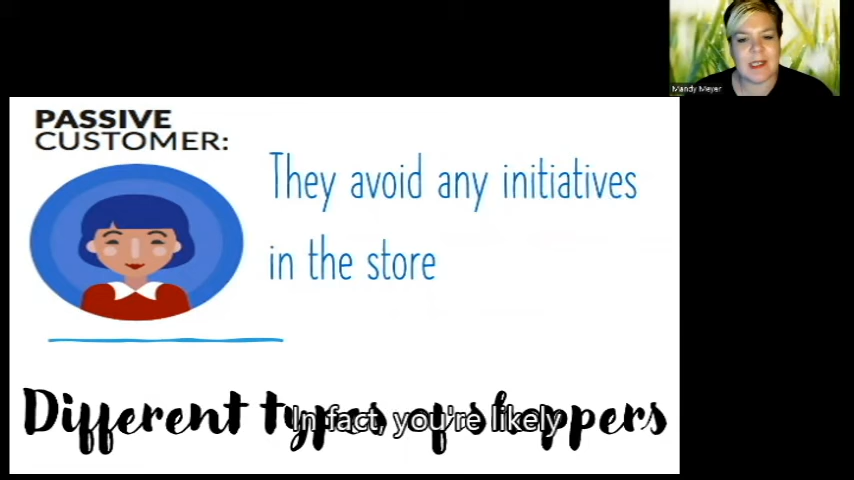 Mandy Meyer
PASSIVE
CUSTOMER:
They avoid any initiatives
in the store
Different types of shoppers
In fact, you're likely